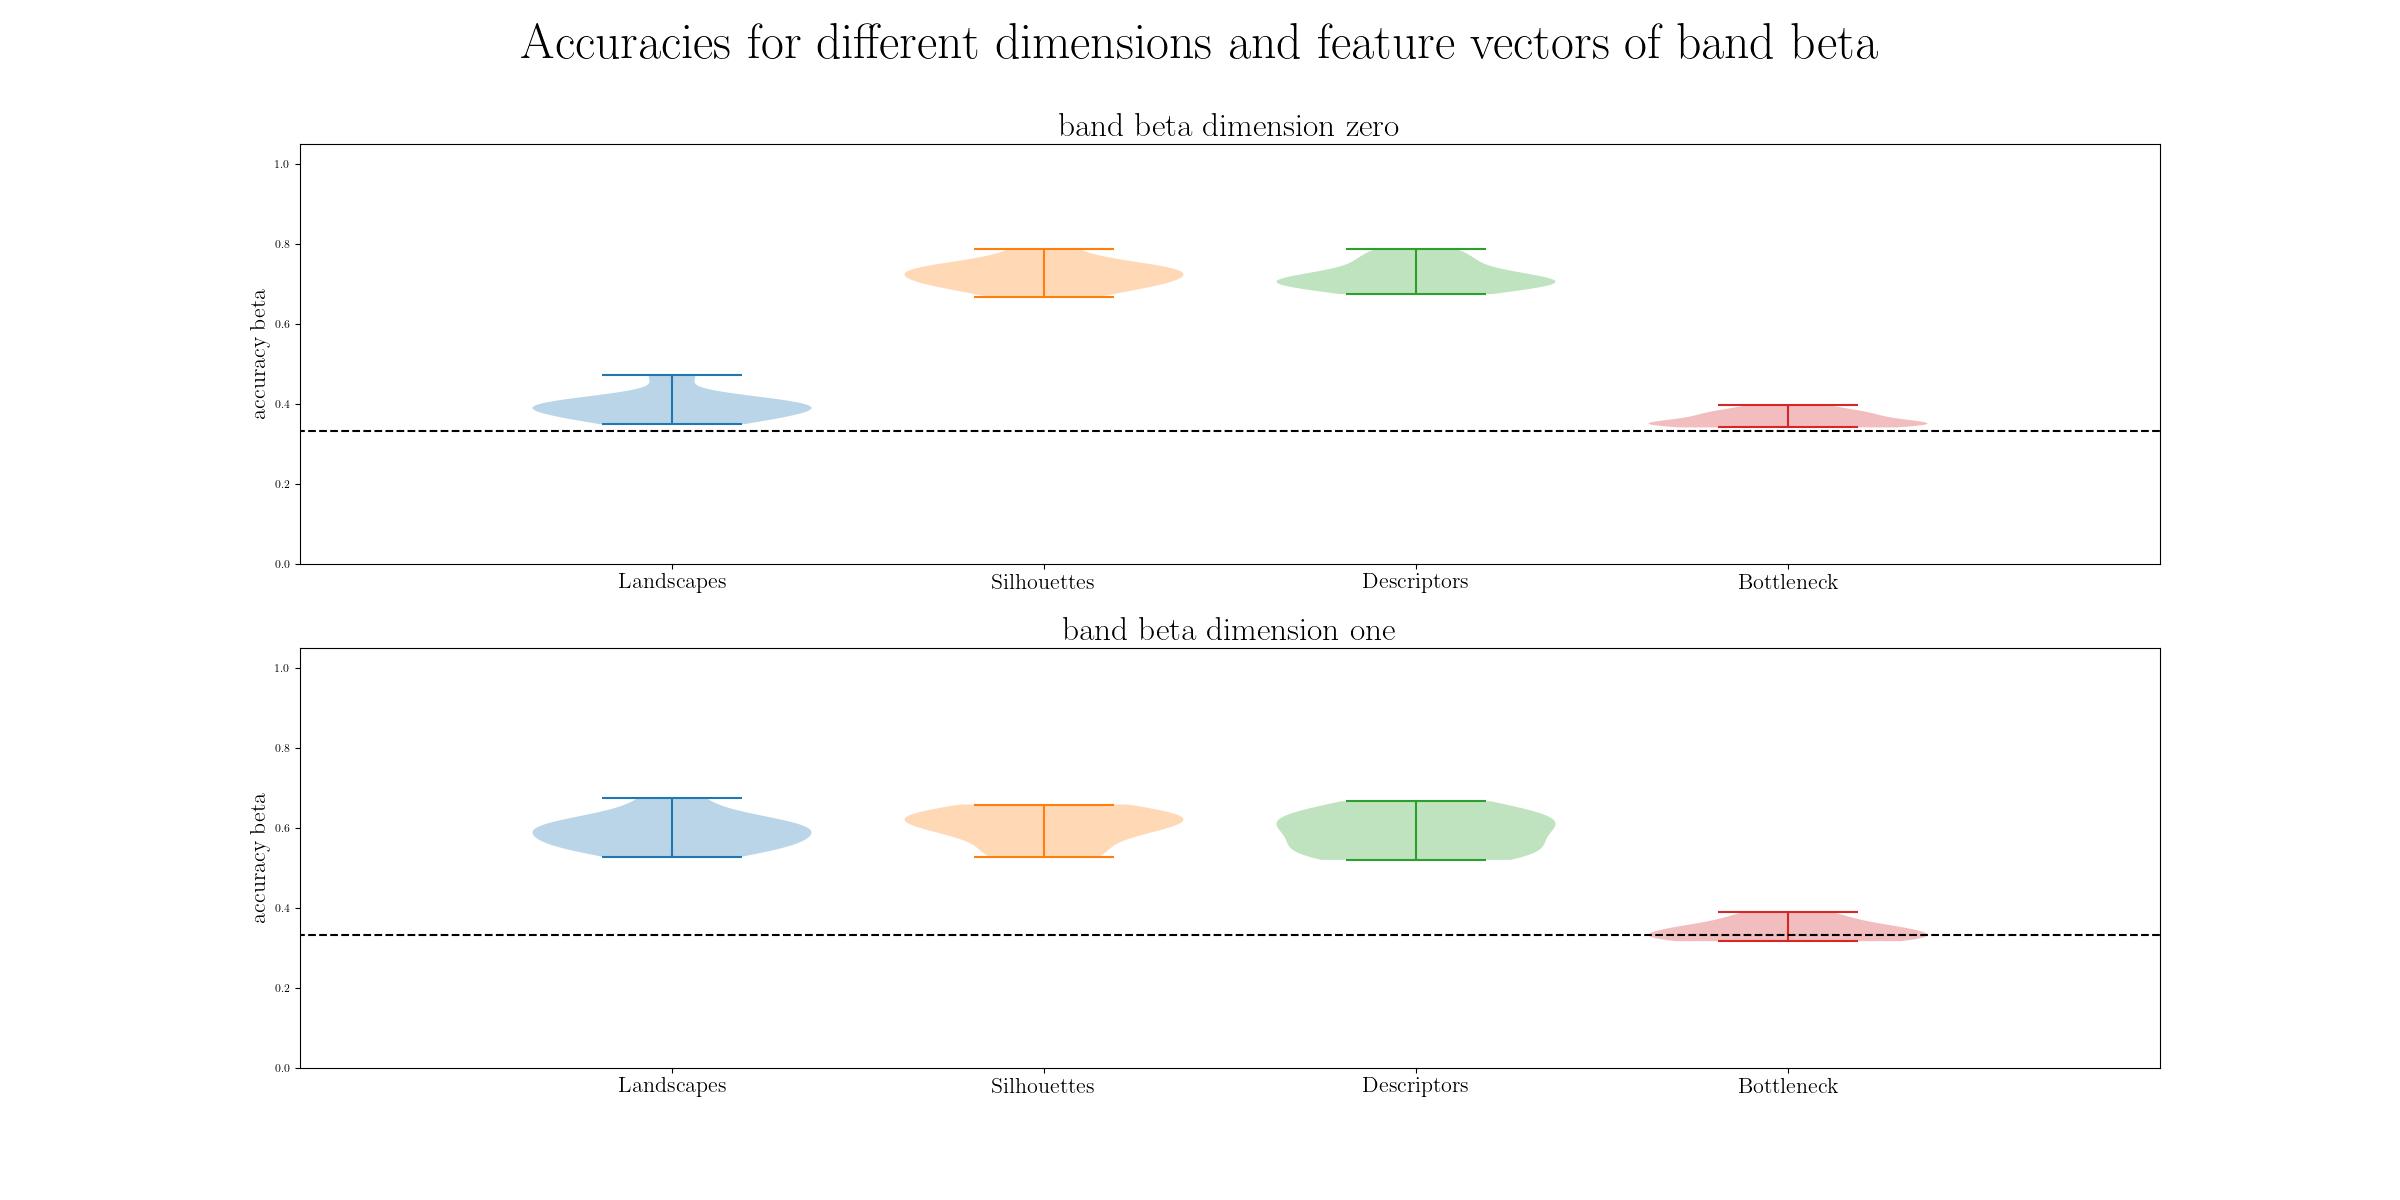 Accuracies for different dimensions and feature vectors of band beta
band beta dimension zero
accuracy beta
1.0
0.8
0.6
0.4
0.2
0.0
Landscapes Silhouettes Descriptors Bottleneck
band beta dimension one
accuracy beta
1.0
0.8
0.6
0.4
0.2
0.0
Landscapes Silhouettes Descriptors Bottleneck